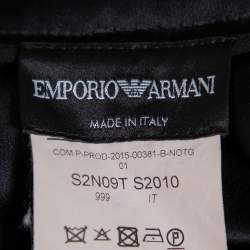 EMPORIO ARMANI
MADE IN ITALY
COM.P-PROD-2015-00381-B-NOTG
01
S2N09T S2010
999 IT